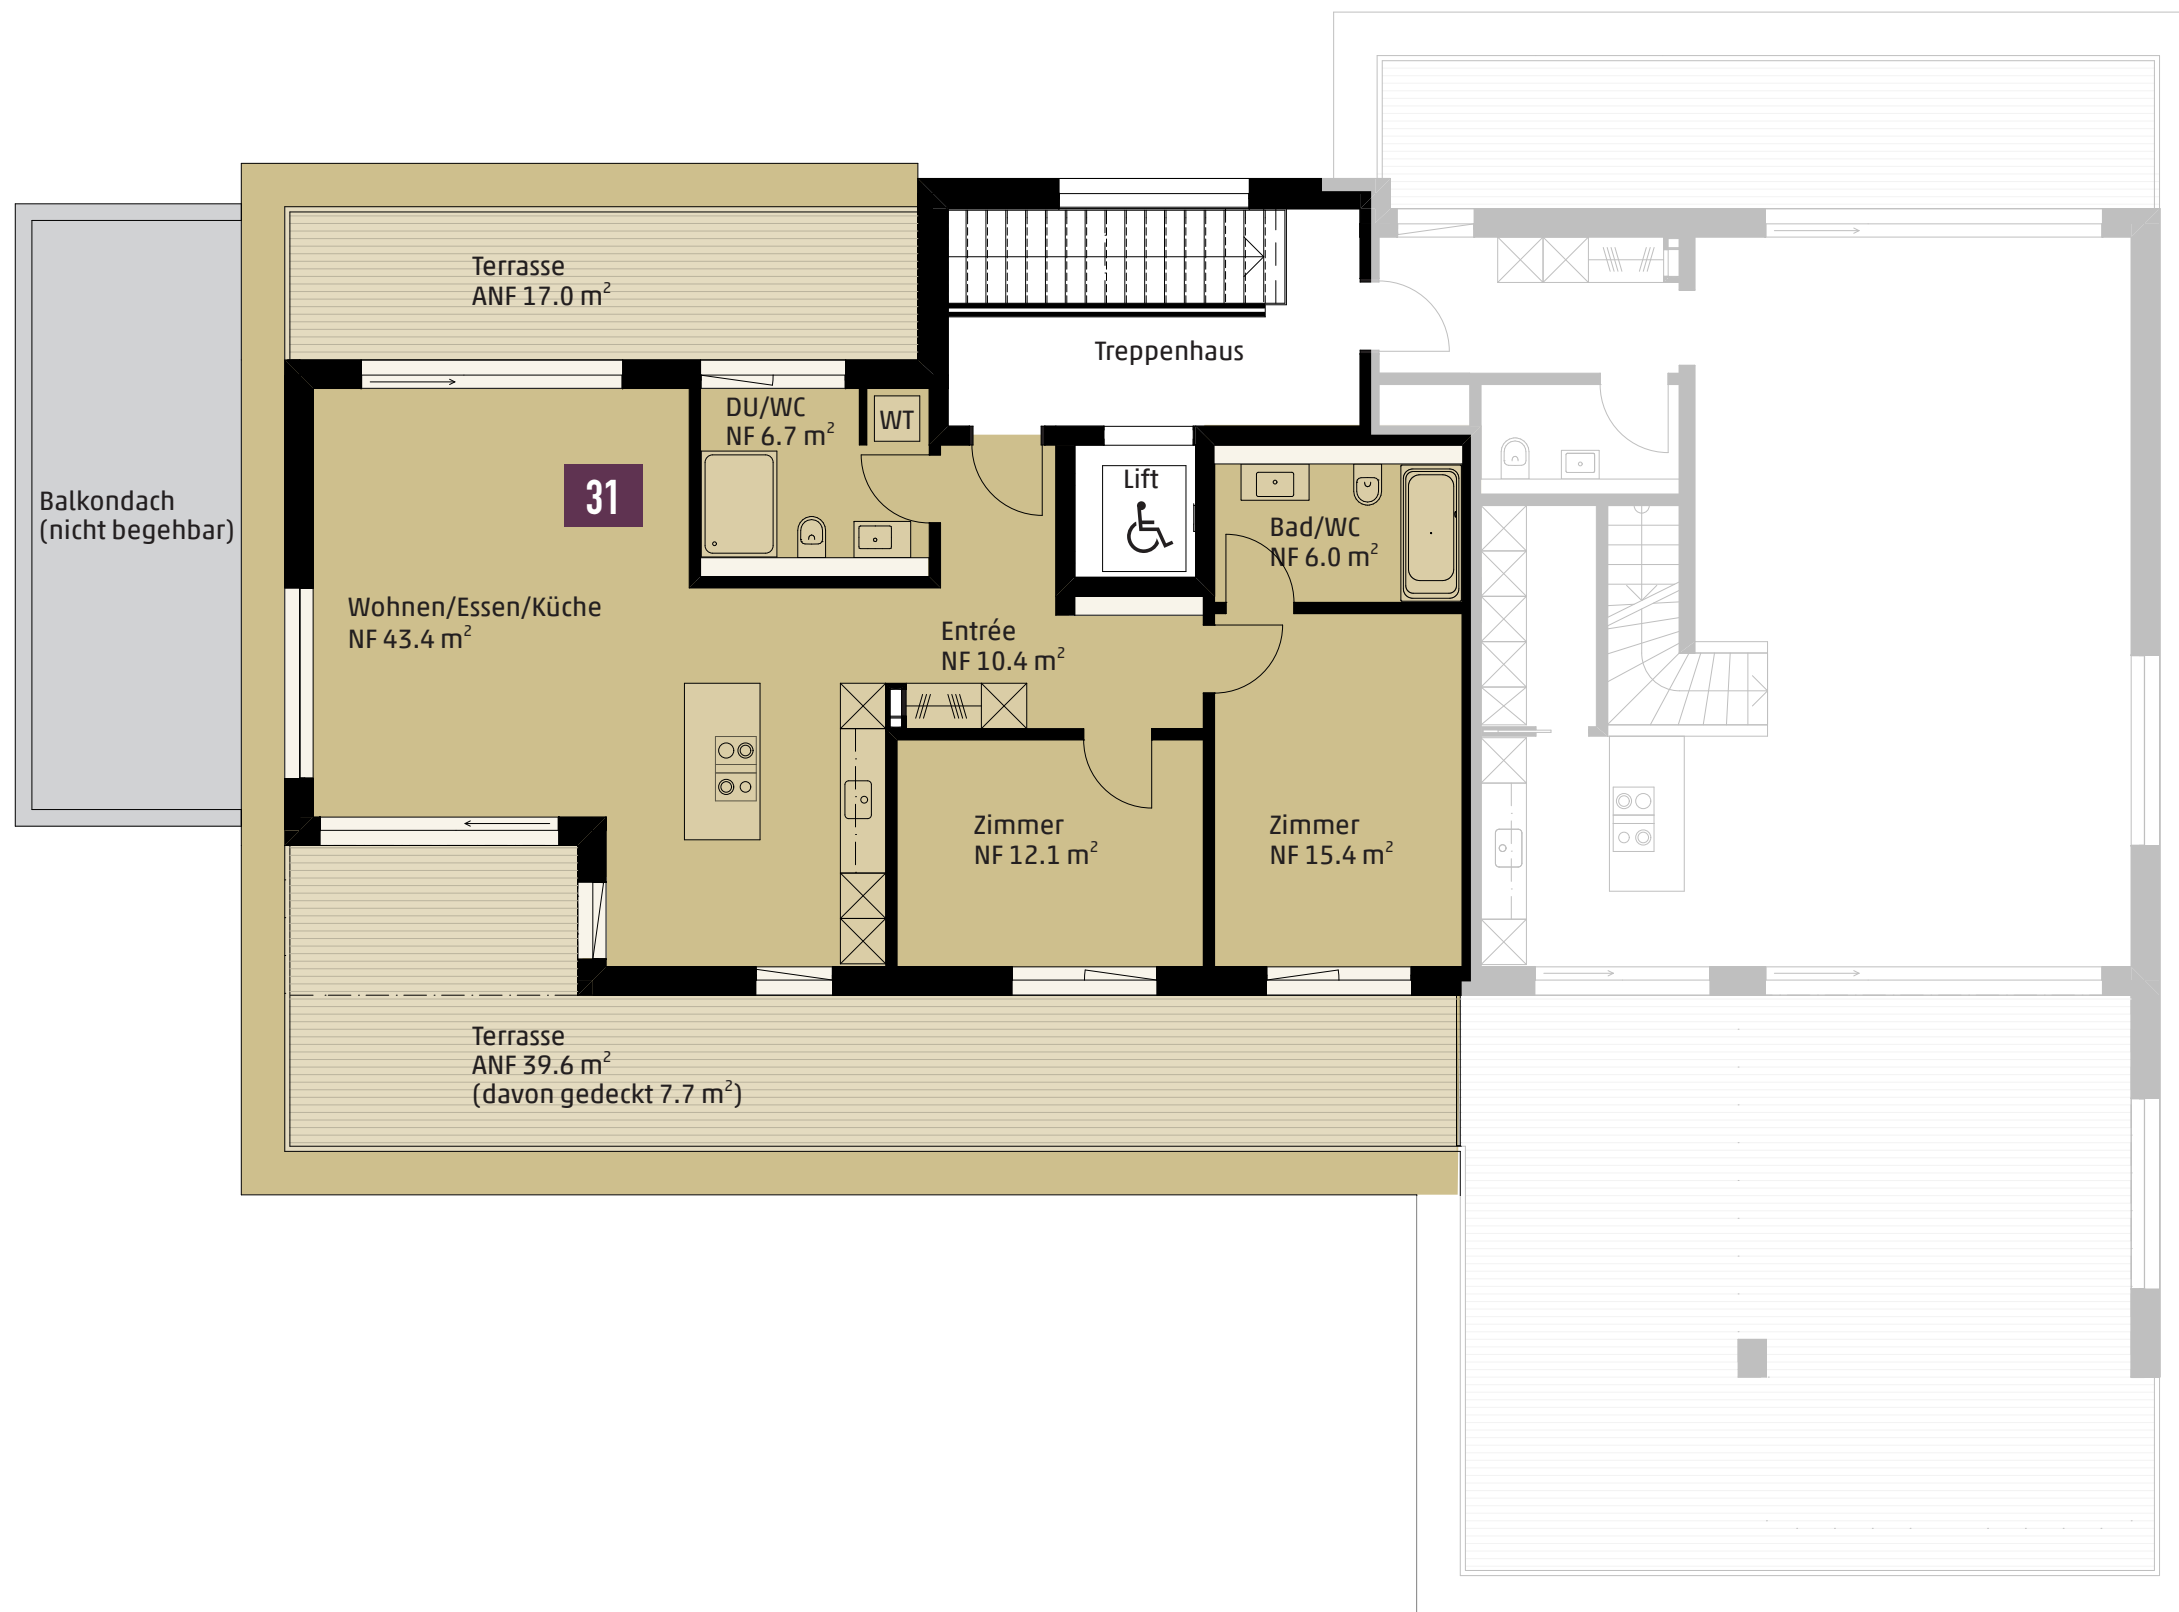 Terrasse
ANF 17.0 m²
Treppenhaus
DU/WC
NF 6.7 m²
WT
Lift
31
Balkondach
(nicht begehbar)
Bad/WC
NF 6.0 m²
Wohnen/Essen/Küche
NF 43.4 m²
Entrée
NF 10.4 m²
Zimmer
NF 12.1 m²
Zimmer
NF 15.4 m²
Terrasse
ANF 39.6 m²
(davon gedeckt 7.7 m²)